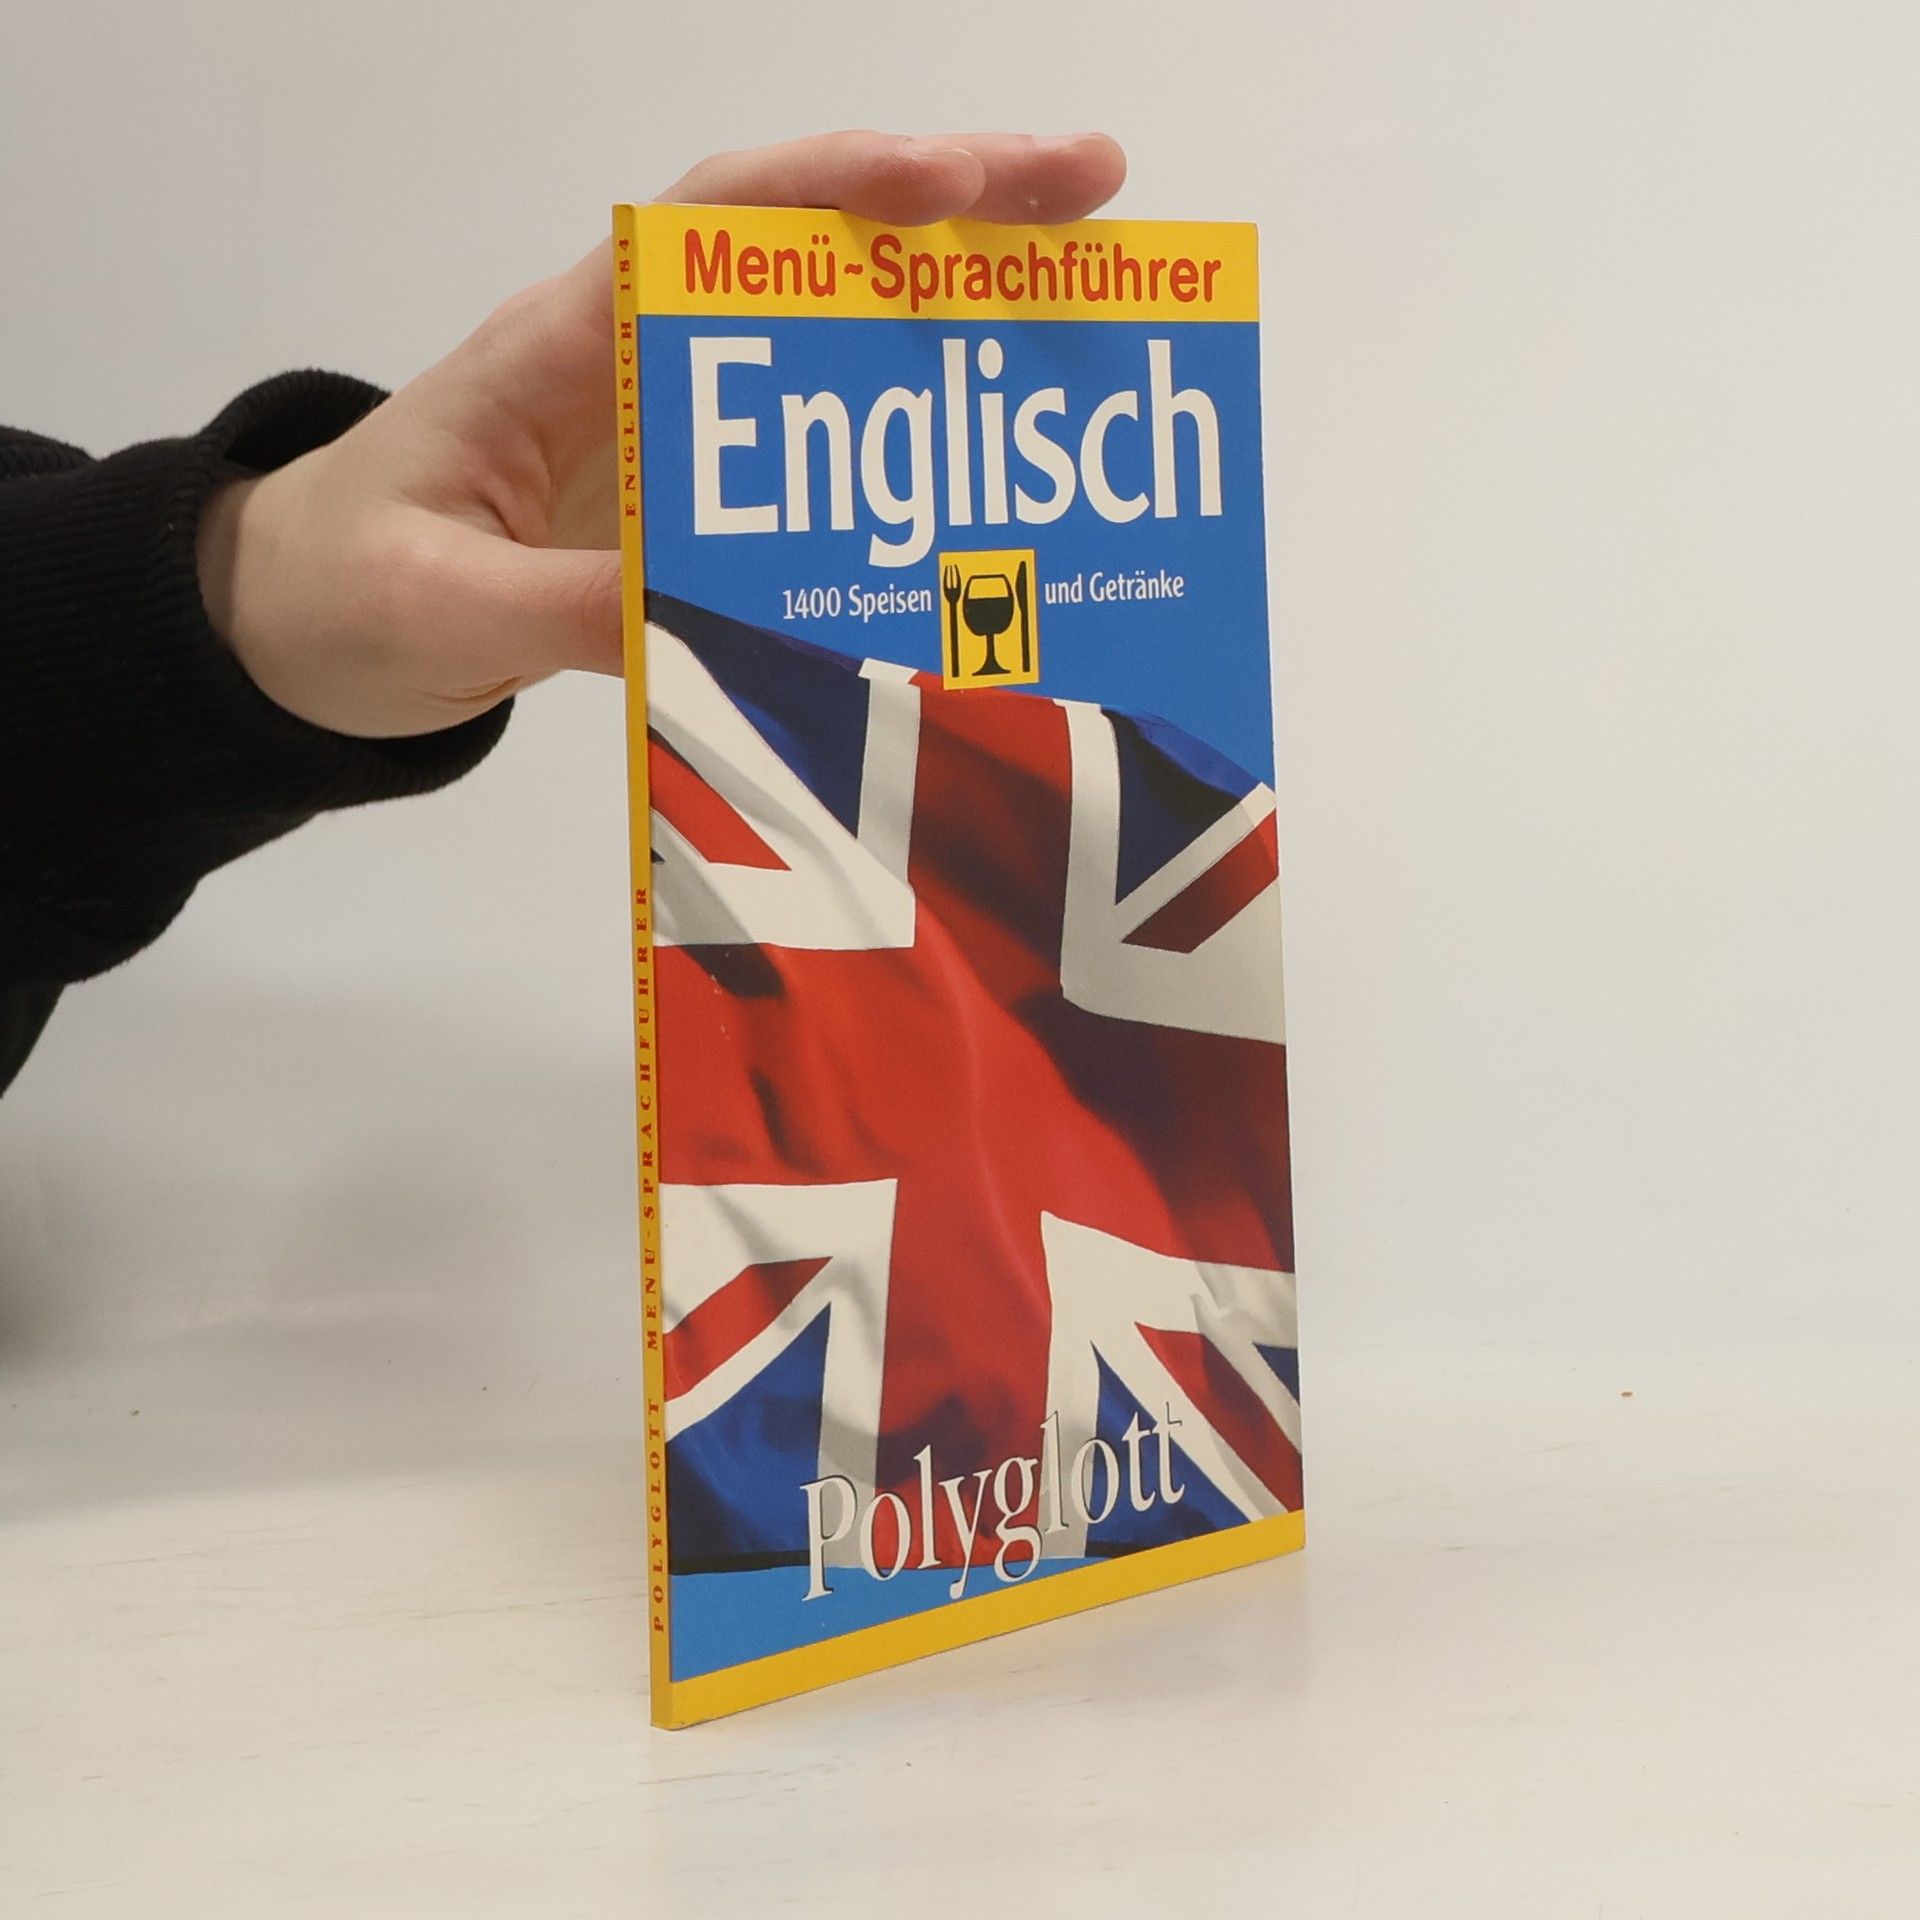 Menü-Sprachführer
Englisch
1400 Speisen und Getränke
Polyglott
POLYGLOTT MENÜ-SPRACHFÜHRER ENGLISCH 184